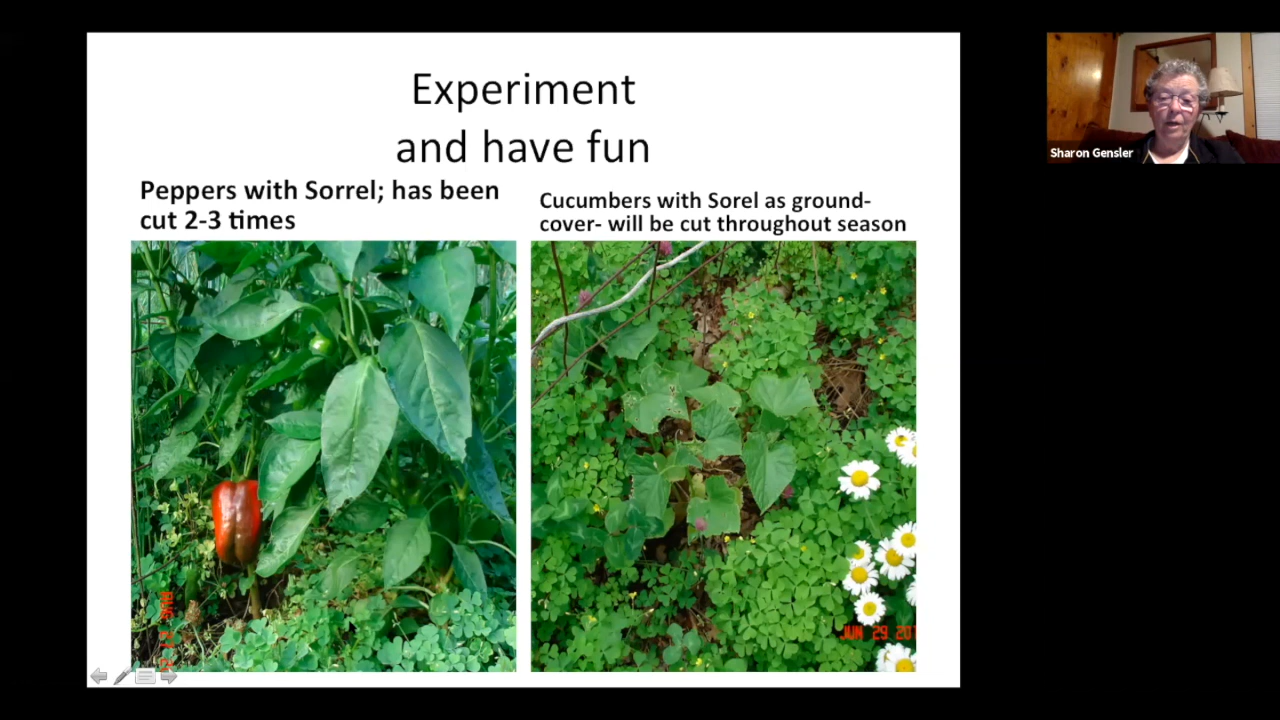 Experiment
and have fun
Peppers with Sorrel; has been
cut 2-3 times
Cucumbers with Sorel as ground-
cover- will be cut throughout season
Sharon Gensler
JUN 29 20